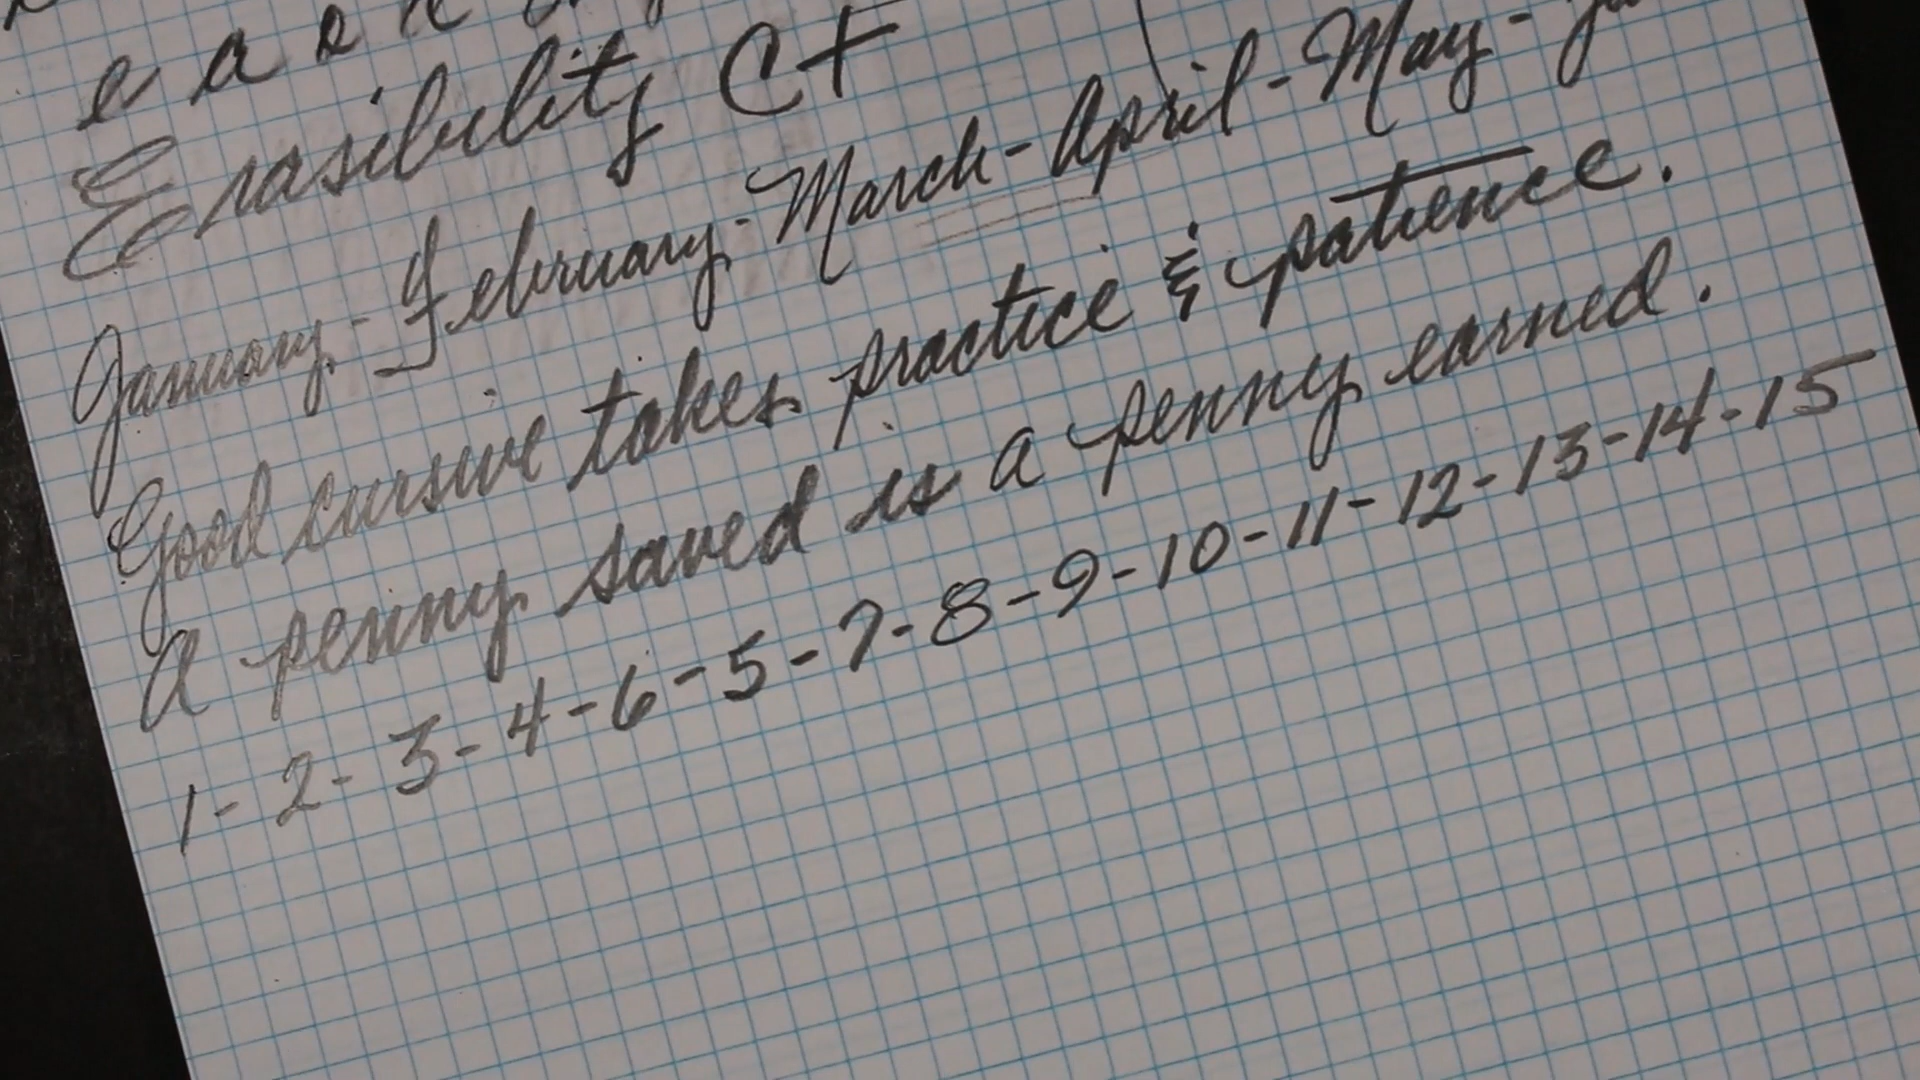 e a s
Erasibility C+
January - February - March - April - May -
Good cursive takes practice & patience.
a penny saved is a penny earned.
1 - 2 - 3 - 4 - 6 - 5 - 7 - 8 - 9 - 10 - 11 - 12 - 13 - 14 - 15